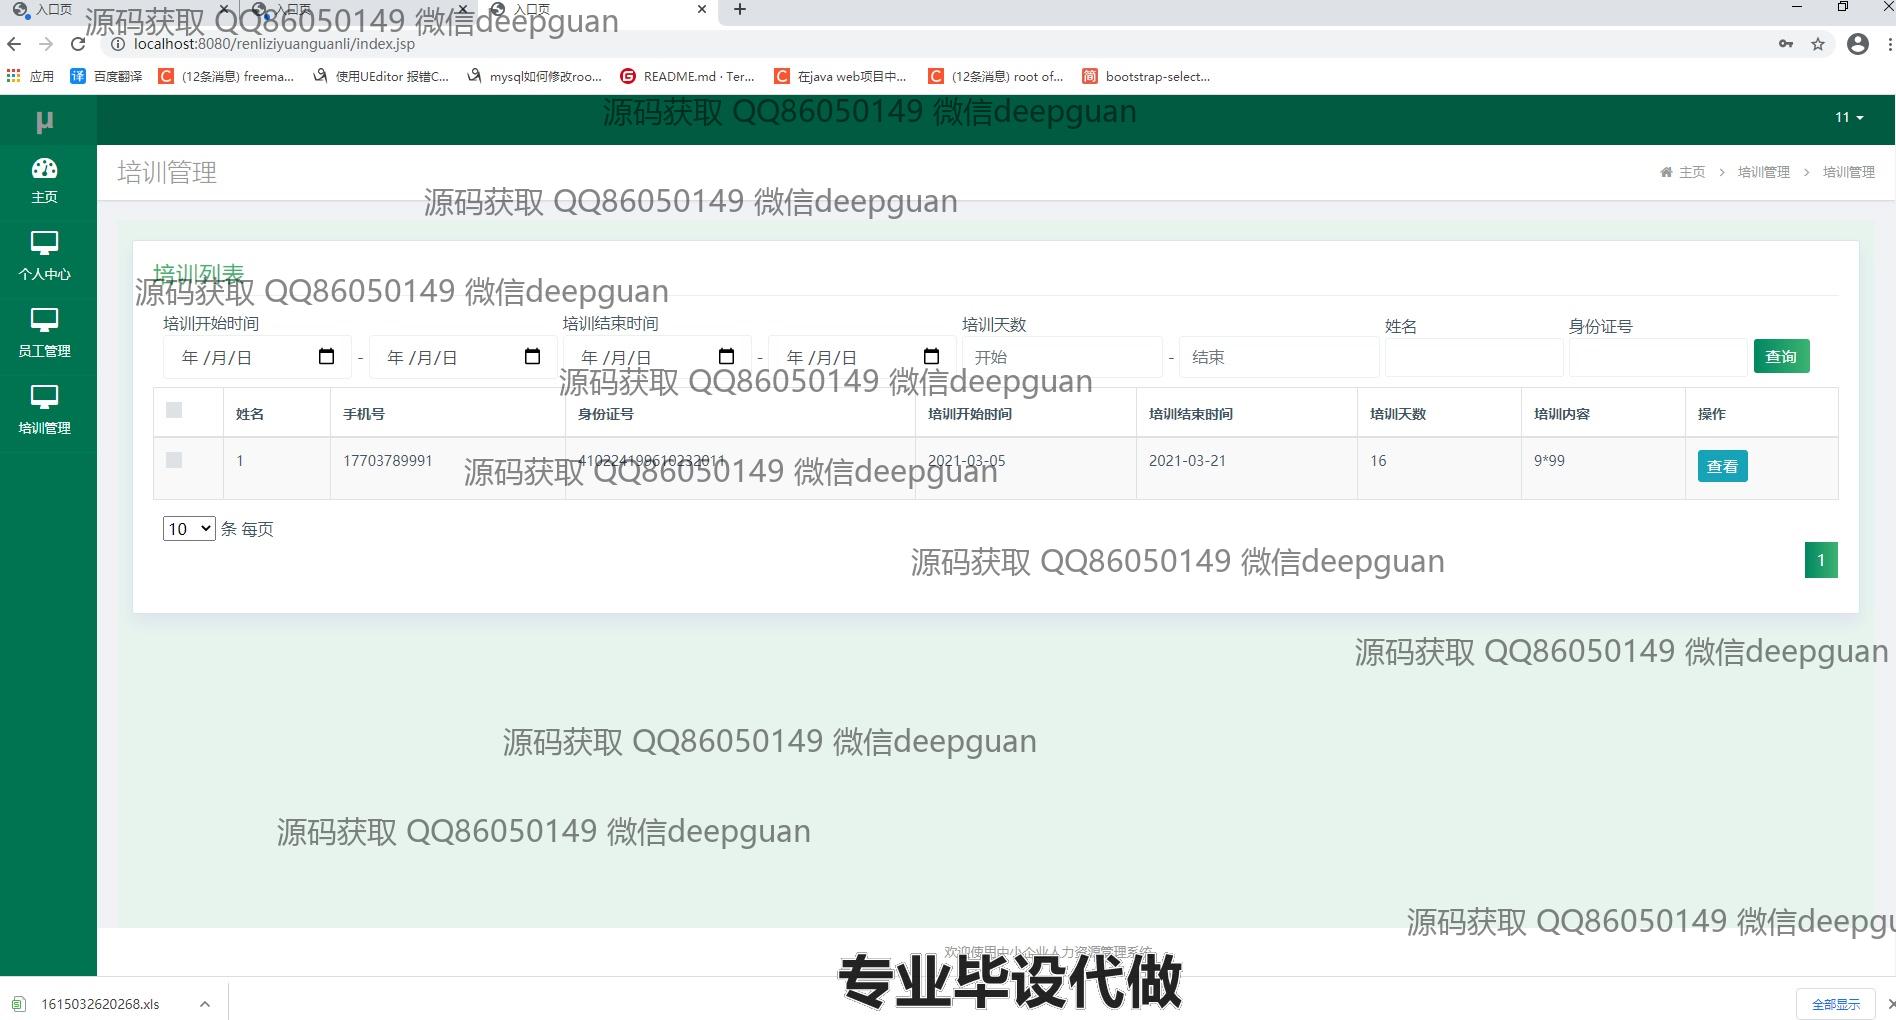 入口页 入口页 入口页
源码获取 QQ86050149 微信deepguan
localhost:8080/renliziyuanguanli/index.jsp
应用 百度翻译 (12条消息) freema... 使用UEditor 报错C... mysql如何修改roo... README.md · Ter... 在java web项目中... (12条消息) root of... bootstrap-select...
μ
源码获取 QQ86050149 微信deepguan
11
培训管理
主页 > 培训管理 > 培训管理
主页
源码获取 QQ86050149 微信deepguan
个人中心
员工管理
培训管理
培训列表
源码获取 QQ86050149 微信deepguan
培训开始时间 培训结束时间 培训天数 姓名 身份证号
年 /月/日 - 年 /月/日 年 /月/日 - 年 /月/日 开始 - 结束 查询
源码获取 QQ86050149 微信deepguan
姓名 手机号 身份证号 培训开始时间 培训结束时间 培训天数 培训内容 操作
1 17703789991 410224199610232011 2021-03-05 2021-03-21 16 9*99 查看
源码获取 QQ86050149 微信deepguan
10 条 每页
源码获取 QQ86050149 微信deepguan
1
源码获取 QQ86050149 微信deepguan
源码获取 QQ86050149 微信deepguan
源码获取 QQ86050149 微信deepguan
源码获取 QQ86050149 微信deepgu
欢迎使用中小企业人力资源管理系统
专业毕设代做
1615032620268.xls
全部显示